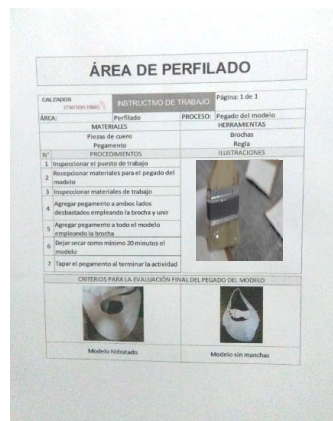 ÁREA DE PERFILADO
CALZADOS
INSTRUCTIVO DE TRABAJO
Página: 1 de 1
ÁREA:
Perfilado
PROCESO:
Pegado del modelo
MATERIALES
HERRAMIENTAS
Piezas de cuero
Brochas
Pegamento
Regla
N°
PROCEDIMIENTOS
ILUSTRACIONES
1 Inspeccionar el puesto de trabajo
2 Recepcionar materiales para el pegado del
modelo
3 Inspeccionar materiales de trabajo
4 Agregar pegamento a ambos lados
desbastados empleando la brocha y unir
5 Agregar pegamento a todo el modelo
empleando la brocha
6 Dejar secar como mínimo 20 minutos el
modelo
7 Tapar el pegamento al terminar la actividad
CRITERIOS PARA LA EVALUACIÓN FINAL DEL PEGADO DEL MODELO
Modelo hidratado
Modelo sin manchas